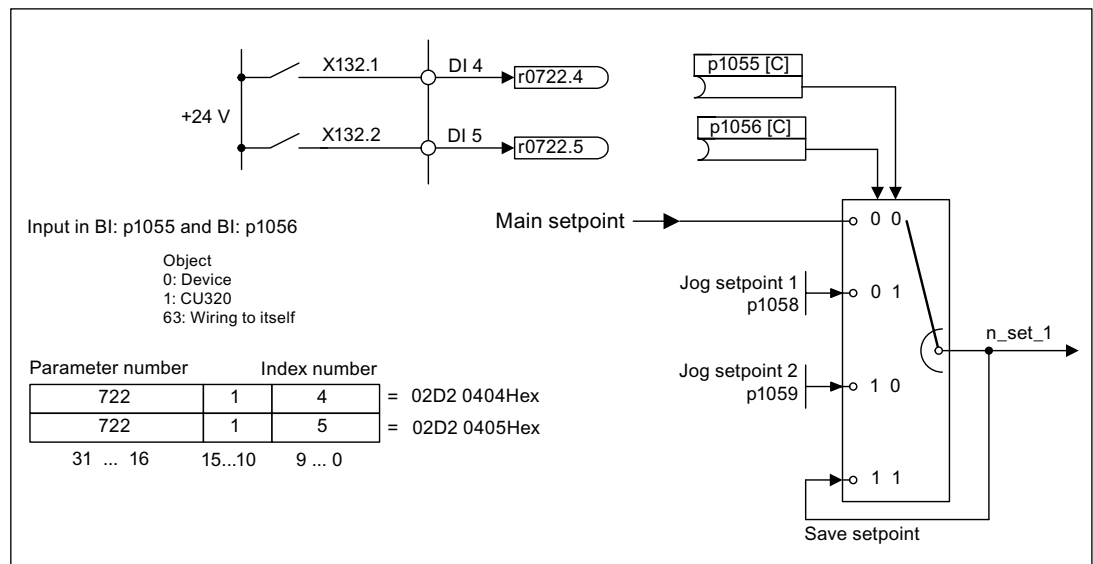 +24 V
X132.1
DI 4
r0722.4
X132.2
DI 5
r0722.5
p1055 [C]
p1056 [C]
Input in BI: p1055 and BI: p1056
Object
0: Device
1: CU320
63: Wiring to itself
Parameter number Index number
722 1 4 = 02D2 0404Hex
722 1 5 = 02D2 0405Hex
31 ... 16 15...10 9 ... 0
Main setpoint
0 0
Jog setpoint 1
p1058
0 1
Jog setpoint 2
p1059
1 0
1 1
n_set_1
Save setpoint